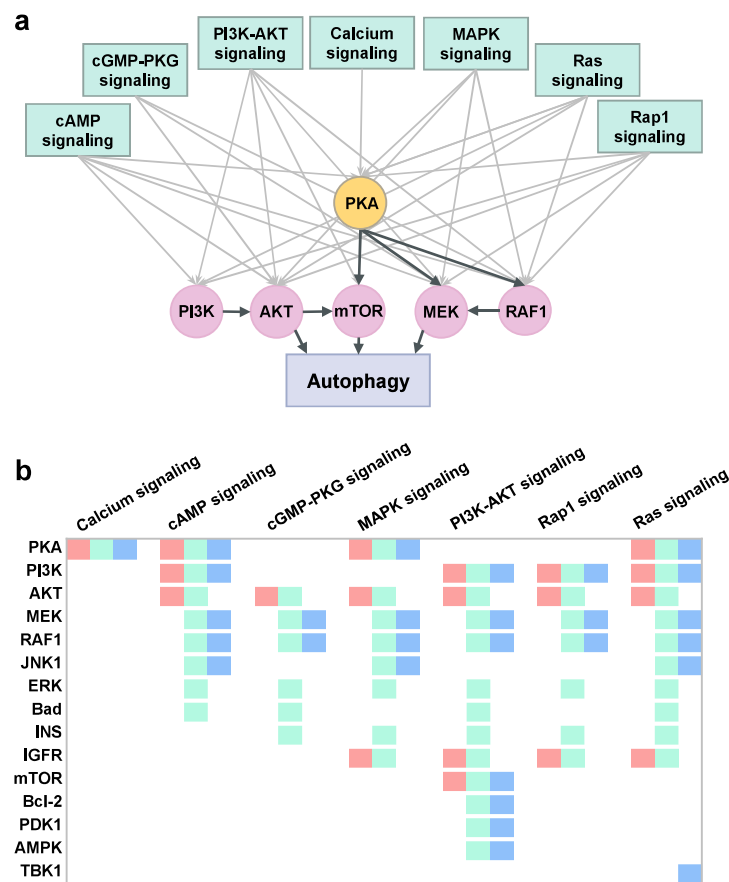 a
PI3K-AKT
signaling
Calcium
signaling
MAPK
signaling
cGMP-PKG
signaling
Ras
signaling
cAMP
signaling
Rap1
signaling
PKA
PI3K
AKT
mTOR
MEK
RAF1
Autophagy
b
Calcium signaling
cAMP signaling
cGMP-PKG signaling
MAPK signaling
PI3K-AKT signaling
Rap1 signaling
Ras signaling
PKA
PI3K
AKT
MEK
RAF1
JNK1
ERK
Bad
INS
IGFR
mTOR
Bcl-2
PDK1
AMPK
TBK1